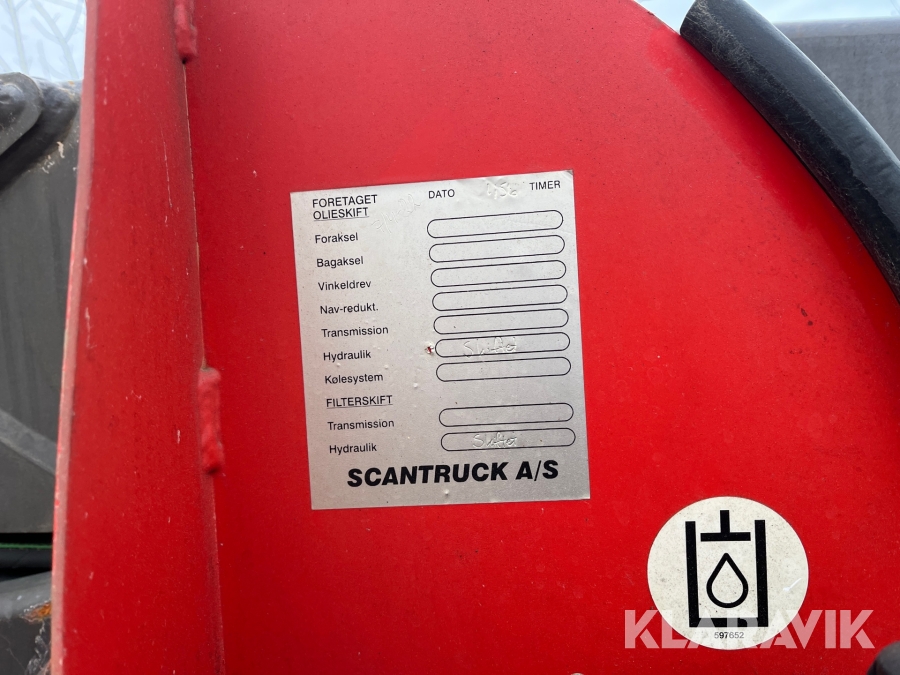 FORETAGET DATO TIMER
OLIESKIFT
Foraksel
Bagaksel
Vinkeldrev
Nav-redukt.
Transmission
Hydraulik
Kølesystem
FILTERSKIFT
Transmission
Hydraulik
SCANTRUCK A/S
597652
KLARAVIK